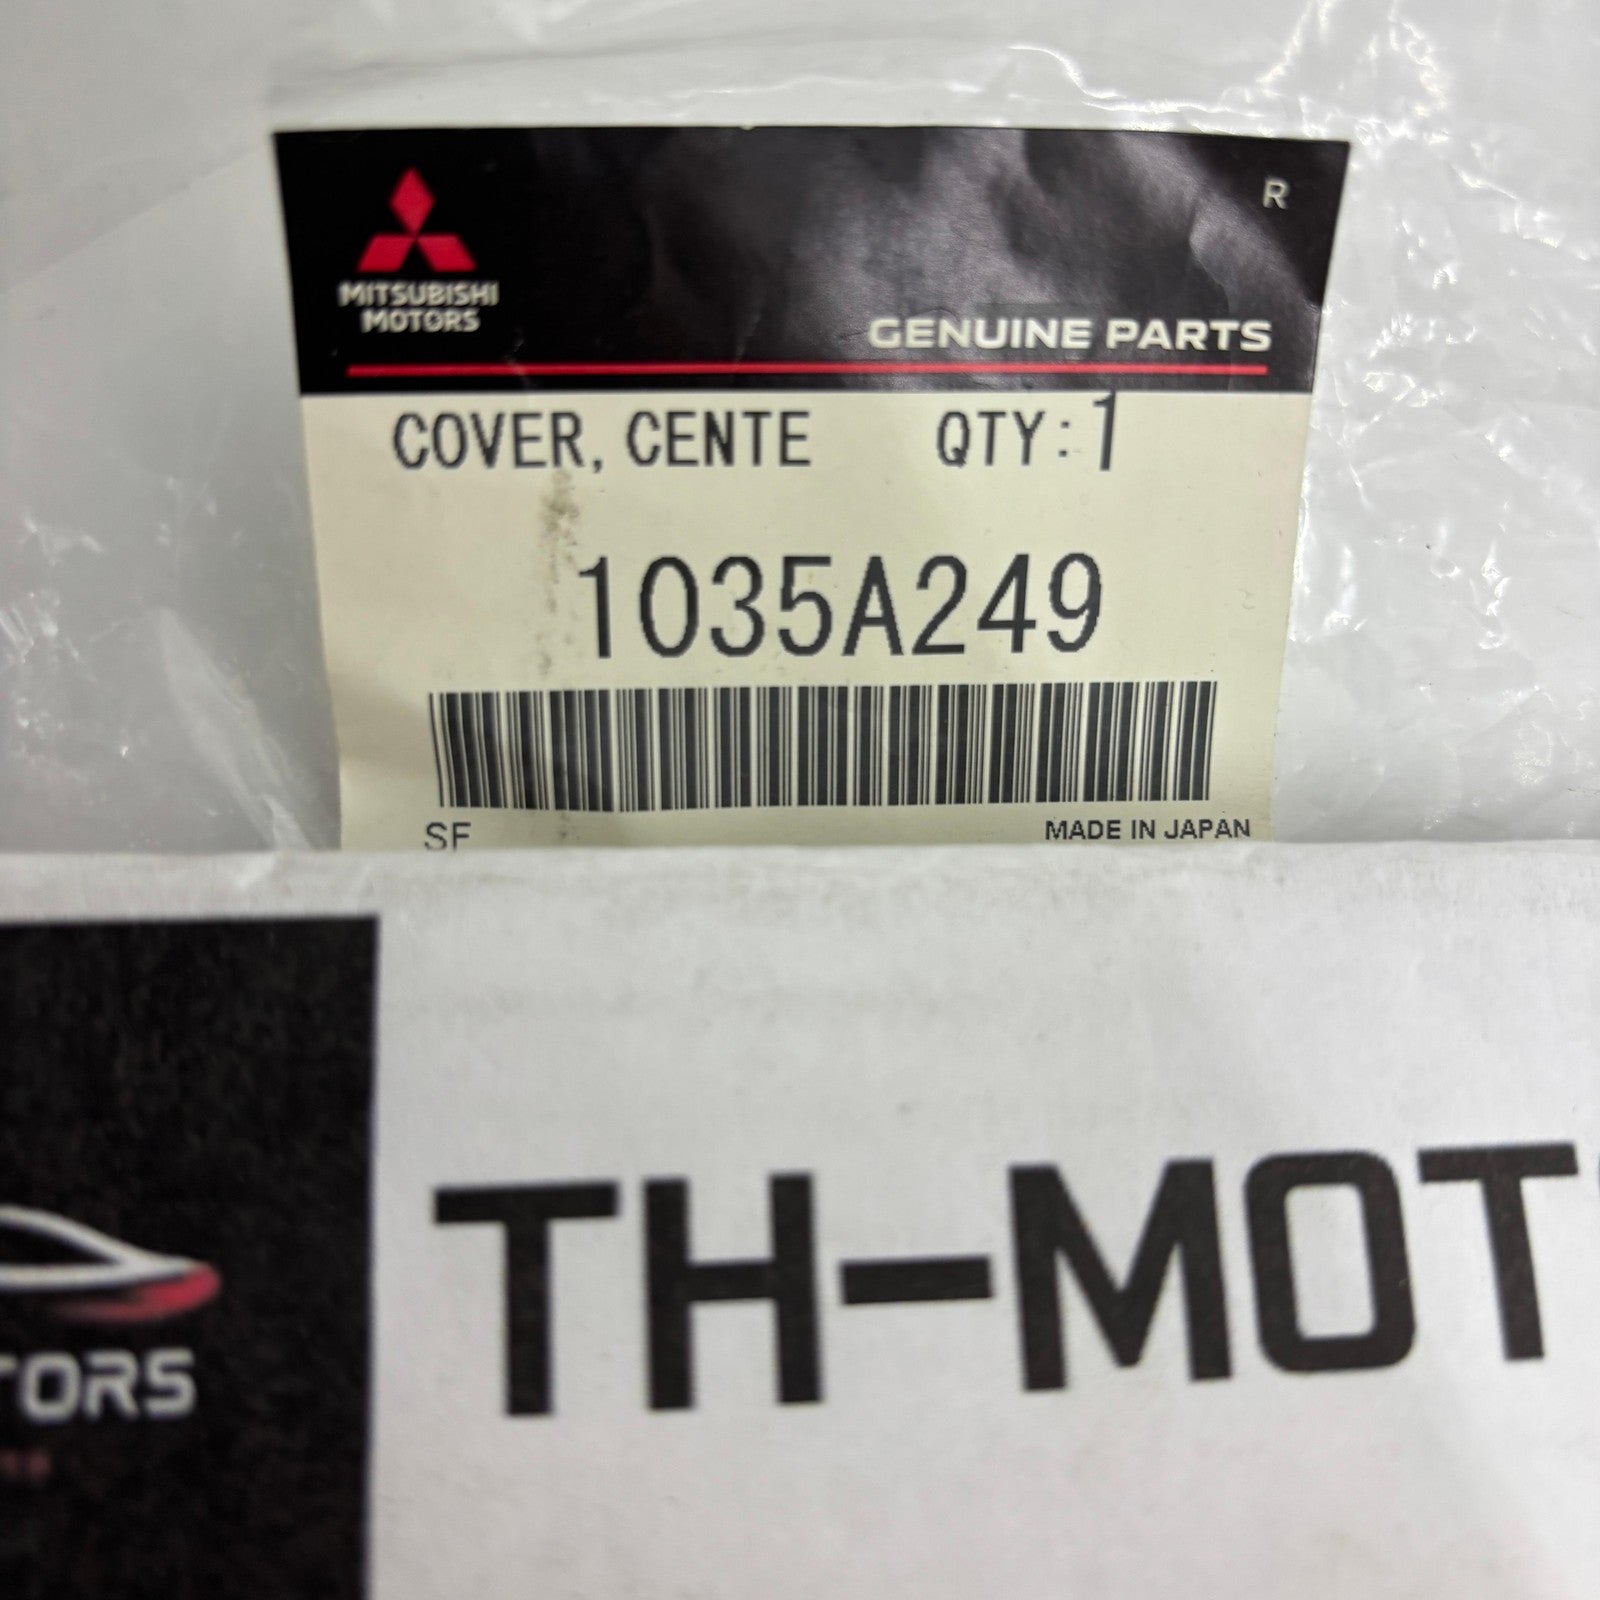 R
MITSUBISHI
MOTORS
GENUINE PARTS
COVER, CENTE QTY:1
1035A249
SF MADE IN JAPAN
TH-MOT
TORS